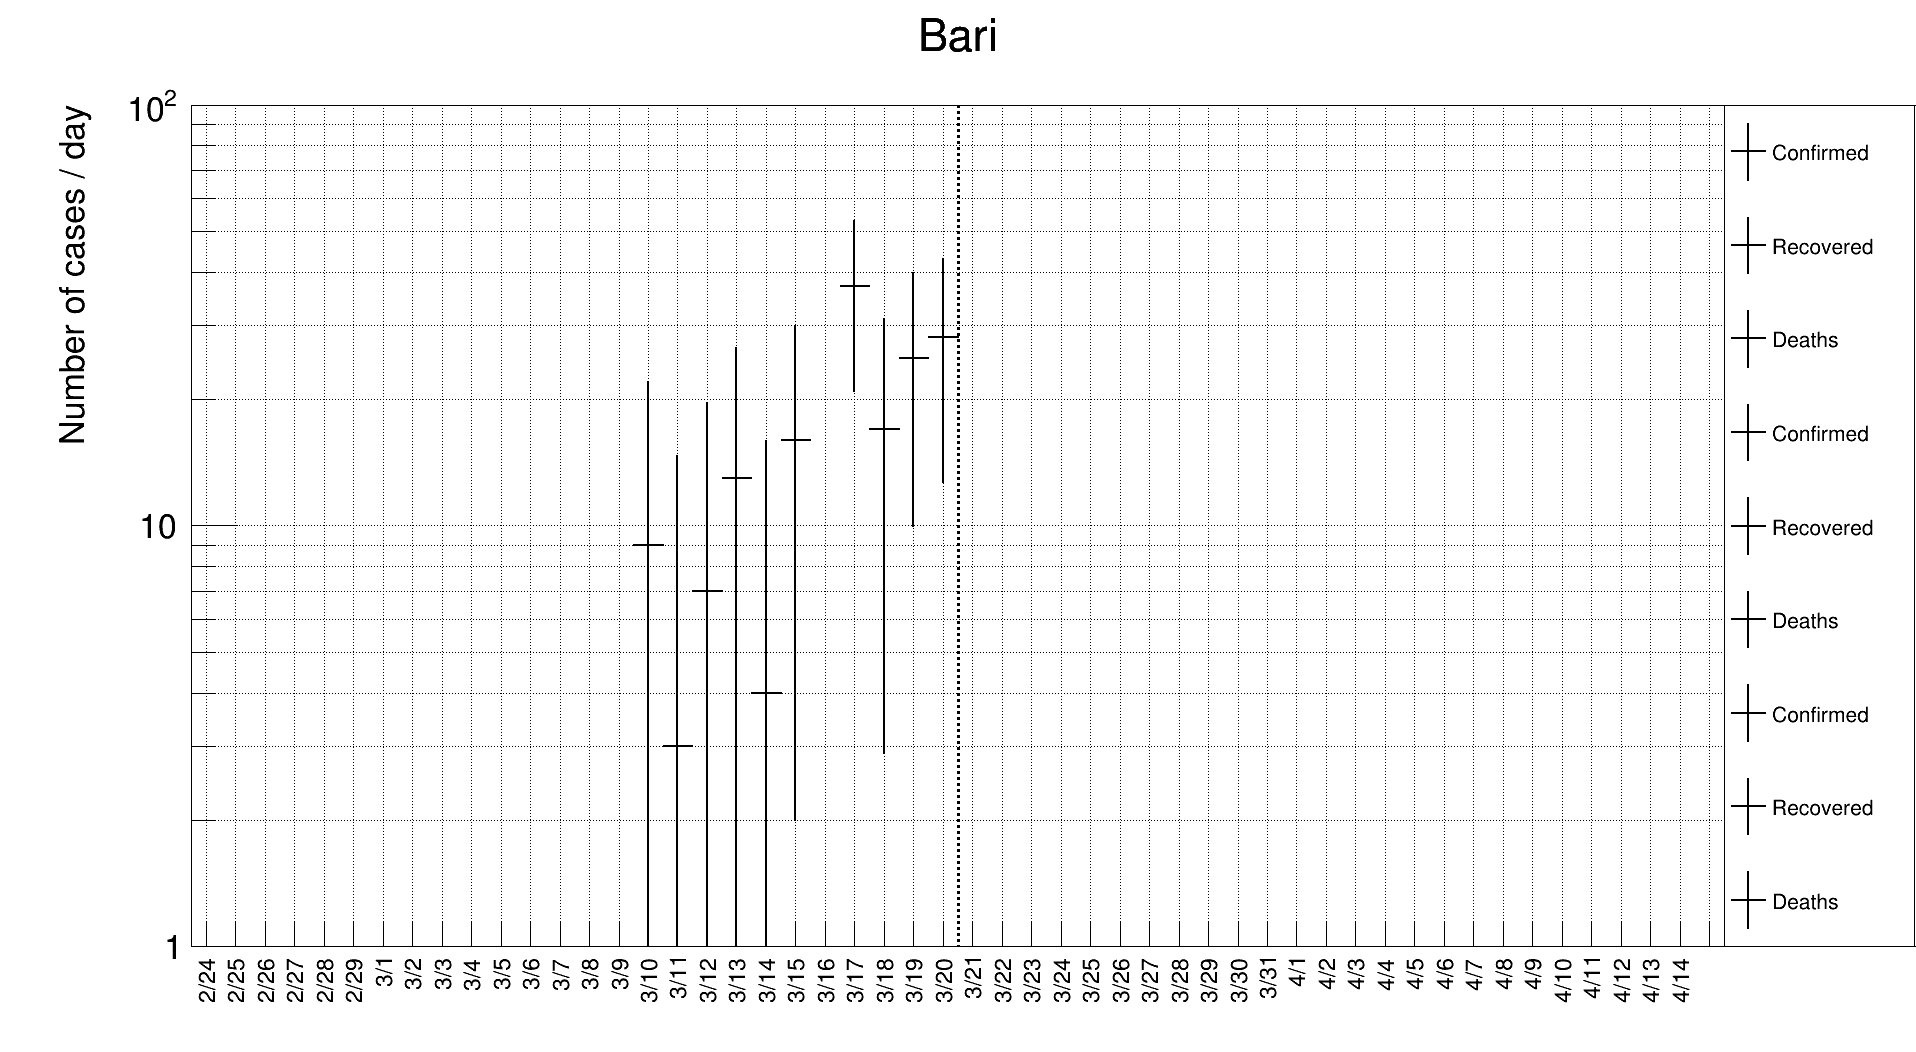 Bari
Number of cases / day
10²
10
1
2/24 2/25 2/26 2/27 2/28 2/29 3/1 3/2 3/3 3/4 3/5 3/6 3/7 3/8 3/9 3/10 3/11 3/12 3/13 3/14 3/15 3/16 3/17 3/18 3/19 3/20 3/21 3/22 3/23 3/24 3/25 3/26 3/27 3/28 3/29 3/30 3/31 4/1 4/2 4/3 4/4 4/5 4/6 4/7 4/8 4/9 4/10 4/11 4/12 4/13 4/14
Confirmed
Recovered
Deaths
Confirmed
Recovered
Deaths
Confirmed
Recovered
Deaths